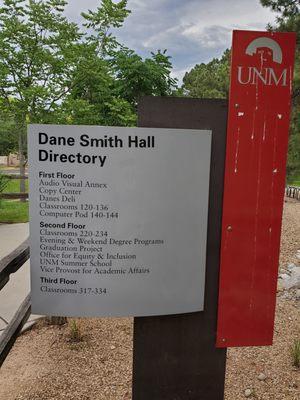 Dane Smith Hall
Directory
First Floor
Audio Visual Annex
Copy Center
Danes Deli
Classrooms 120-136
Computer Pod 140-144
Second Floor
Classrooms 220-234
Evening & Weekend Degree Programs
Graduation Project
Office for Equity & Inclusion
UNM Summer School
Vice Provost for Academic Affairs
Third Floor
Classrooms 317-334
UNM